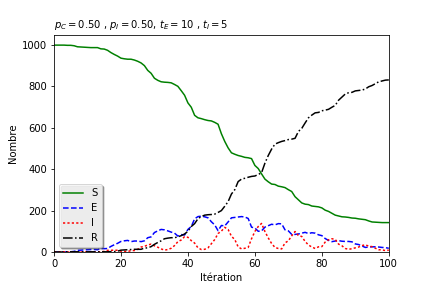 p_C = 0.50 , p_I = 0.50, t_E = 10 , t_I = 5
1000
800
600
400
200
0
Nombre
S
E
I
R
0 20 40 60 80 100
Itération